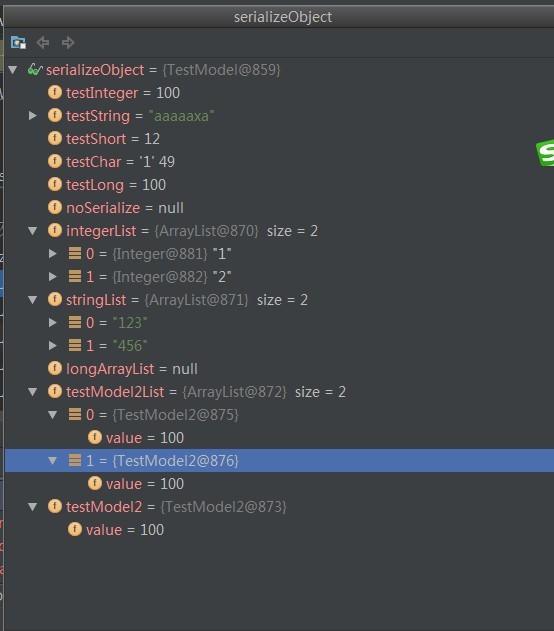 serializeObject
serializeObject = {TestModel@859}
testInteger = 100
testString = "aaaaaxa"
testShort = 12
testChar = '1' 49
testLong = 100
noSerialize = null
integerList = {ArrayList@870} size = 2
0 = {Integer@881} "1"
1 = {Integer@882} "2"
stringList = {ArrayList@871} size = 2
0 = "123"
1 = "456"
longArrayList = null
testModel2List = {ArrayList@872} size = 2
0 = {TestModel2@875}
value = 100
1 = {TestModel2@876}
value = 100
testModel2 = {TestModel2@873}
value = 100